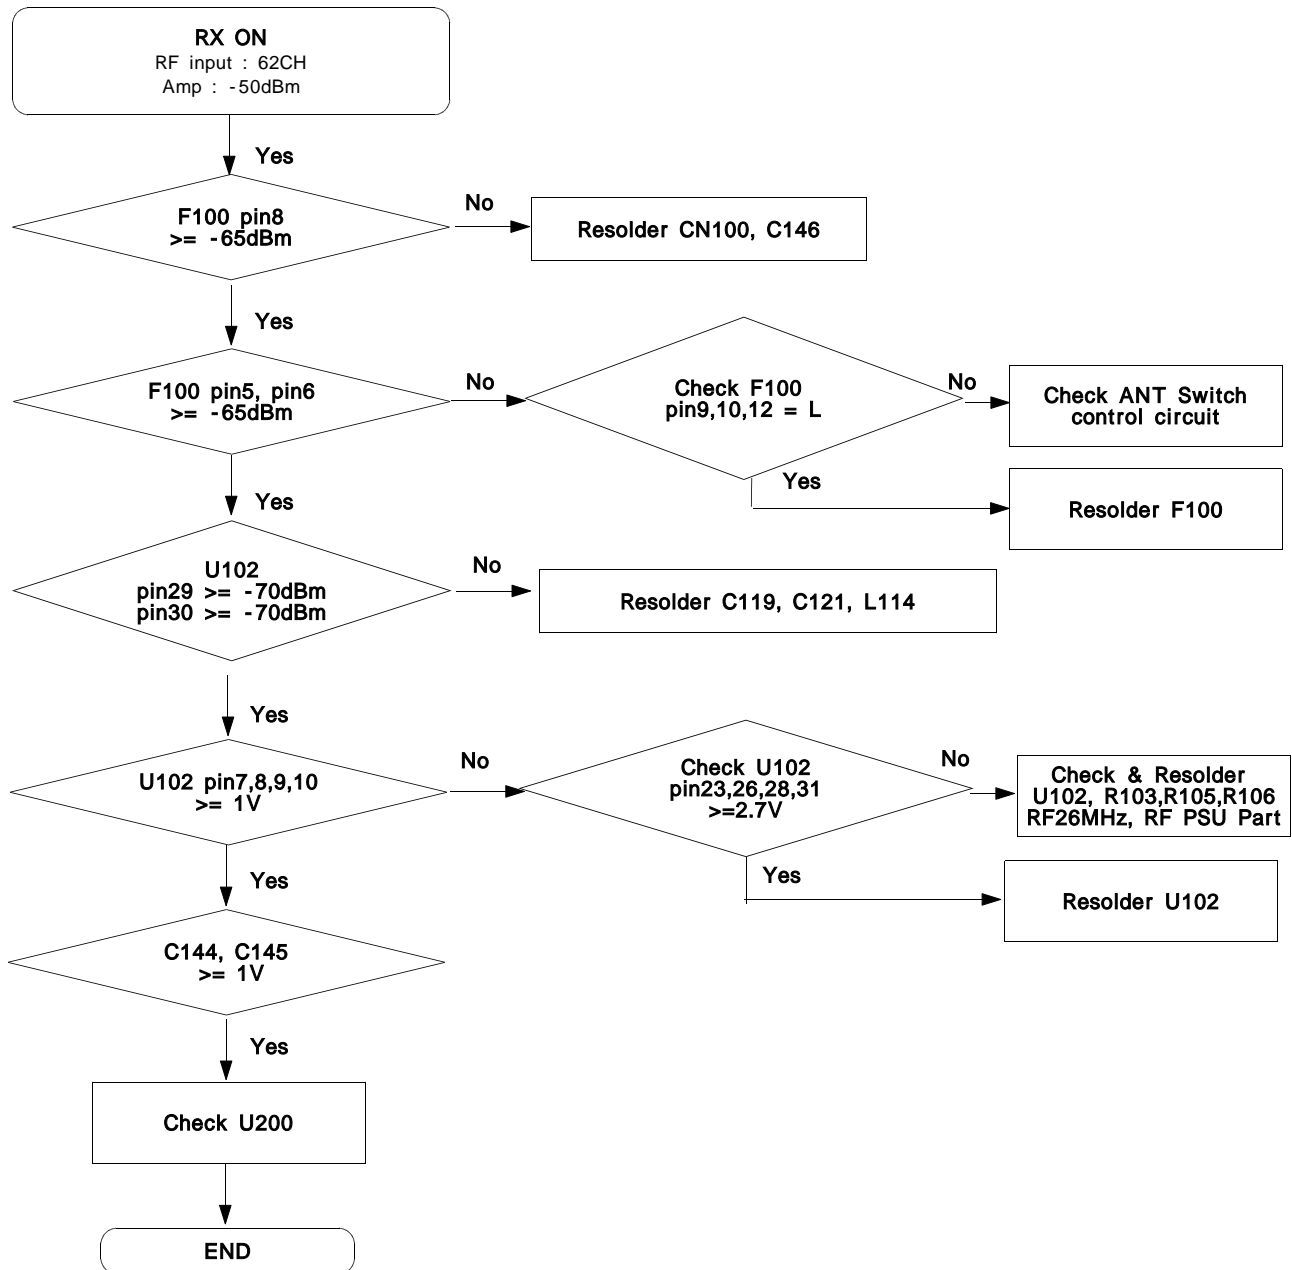 RX ON
RF input : 62CH
Amp : -50dBm
Yes
F100 pin8
>= -65dBm
No
Resolder CN100, C146
Yes
F100 pin5, pin6
>= -65dBm
No
Check F100
pin9,10,12 = L
No
Check ANT Switch
control circuit
Yes
Resolder F100
Yes
U102
pin29 >= -70dBm
pin30 >= -70dBm
No
Resolder C119, C121, L114
Yes
U102 pin7,8,9,10
>= 1V
No
Check U102
pin23,26,28,31
>=2.7V
No
Check & Resolder
U102, R103,R105,R106
RF26MHz, RF PSU Part
Yes
Resolder U102
Yes
C144, C145
>= 1V
Yes
Check U200
END